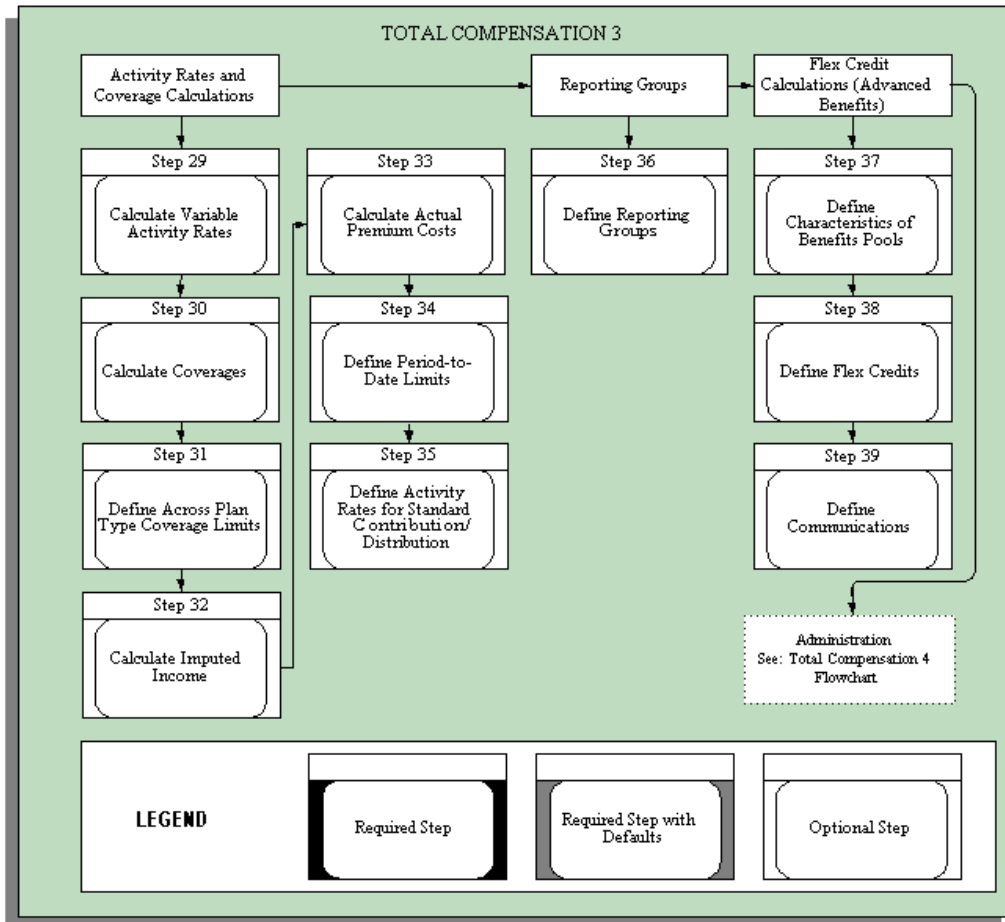 TOTAL COMPENSATION 3
Activity Rates and
Coverage Calculations
Reporting Groups
Flex Credit
Calculations (Advanced
Benefits)
Step 29
Calculate Variable
Activity Rates
Step 30
Calculate Coverages
Step 31
Define Across Plan
Type Coverage Limits
Step 32
Calculate Imputed
Income
Step 33
Calculate Actual
Premium Costs
Step 34
Define Period-to-
Date Limits
Step 35
Define Activity
Rates for Standard
Contribution/
Distribution
Step 36
Define Reporting
Groups
Step 37
Define
Characteristics of
Benefits Pools
Step 38
Define Flex Credits
Step 39
Define
Communications
Administration
See: Total Compensation 4
Flowchart
LEGEND
Required Step
Required Step with
Defaults
Optional Step